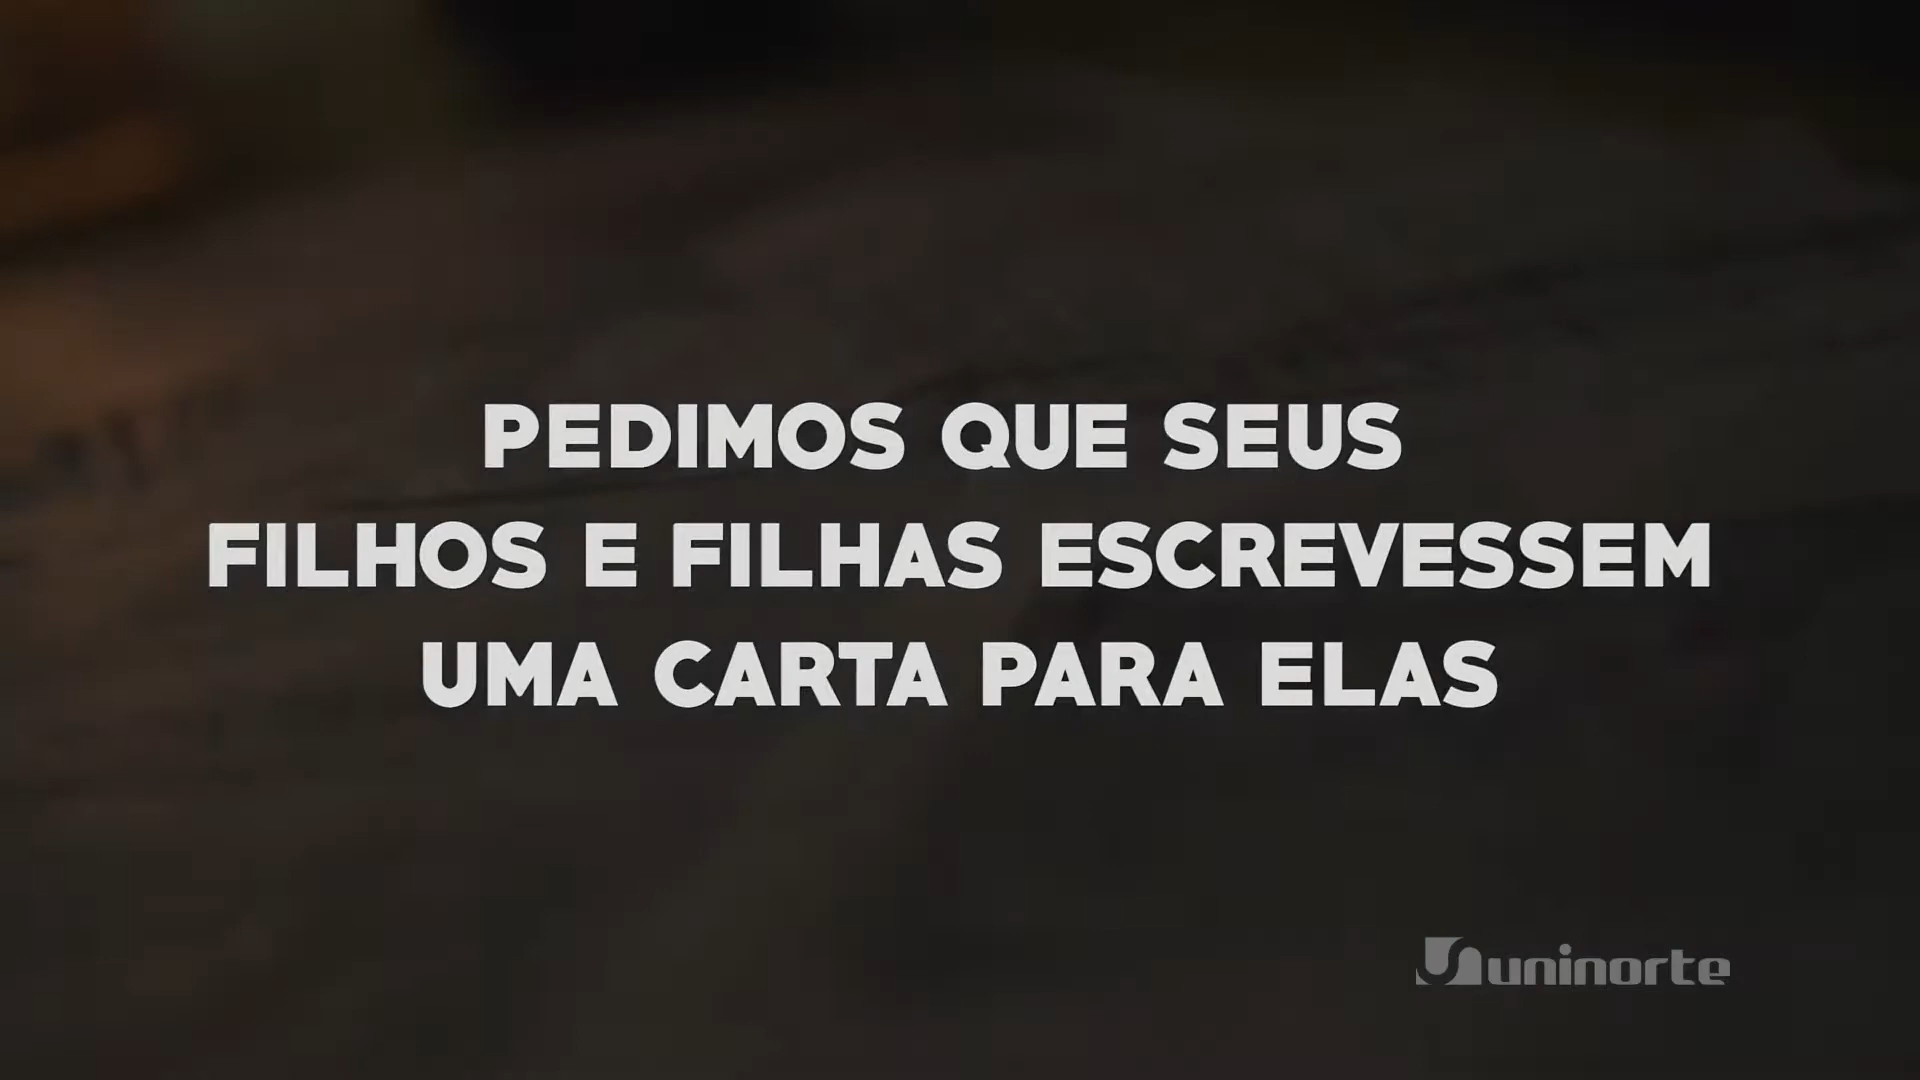 PEDIMOS QUE SEUS
FILHOS E FILHAS ESCREVESSEM
UMA CARTA PARA ELAS
uninorte